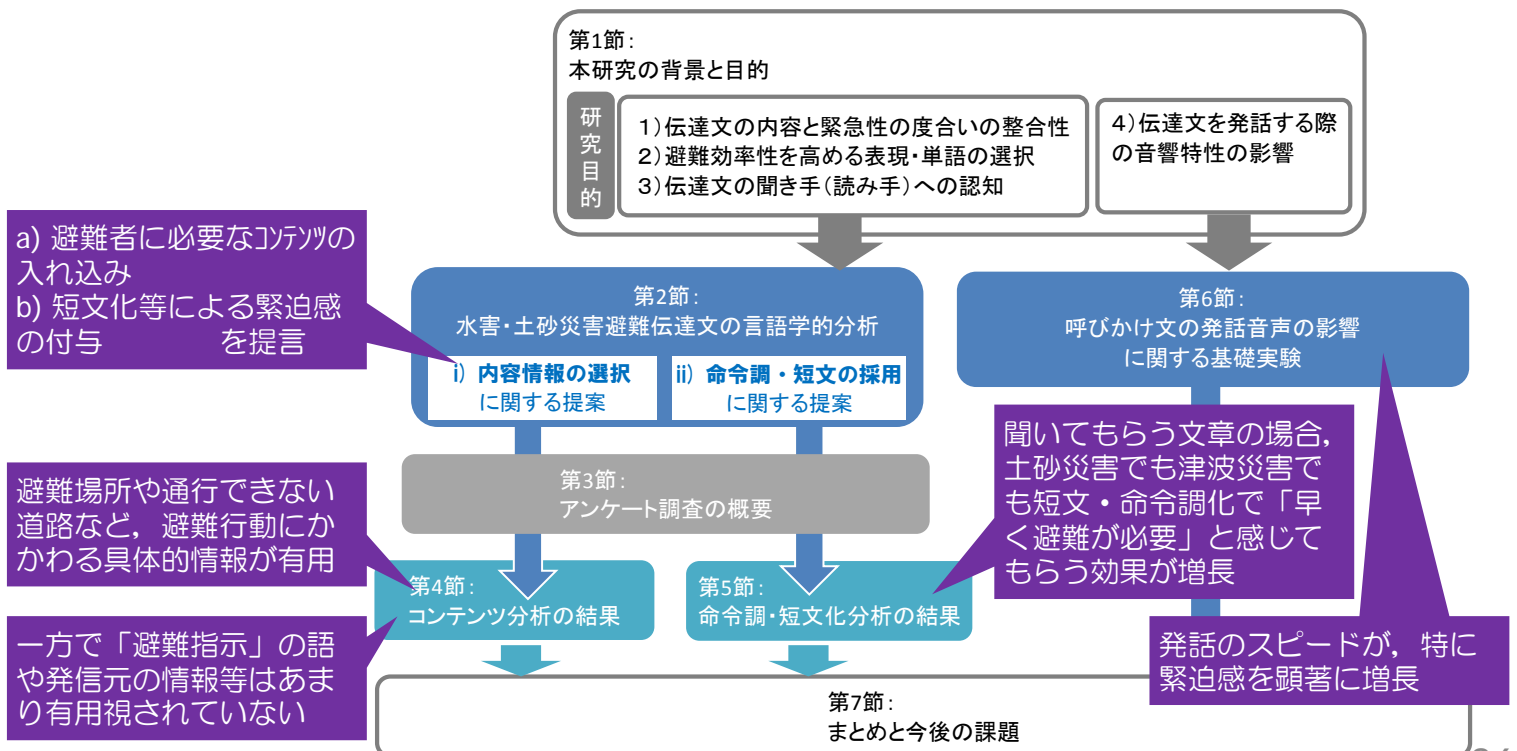 第1節：
本研究の背景と目的
研究目的
1）伝達文の内容と緊急性の度合いの整合性
2）避難効率性を高める表現・単語の選択
3）伝達文の聞き手（読み手）への認知
4）伝達文を発話する際
の音響特性の影響
a) 避難者に必要なｺﾝﾃﾝﾂの
入れ込み
b) 短文化等による緊迫感
の付与　　　　を提言
第2節：
水害・土砂災害避難伝達文の言語学的分析
i) 内容情報の選択
に関する提案
ii) 命令調・短文の採用
に関する提案
第6節：
呼びかけ文の発話音声の影響
に関する基礎実験
避難場所や通行できない
道路など，避難行動にか
かわる具体的情報が有用
第3節：
アンケート調査の概要
聞いてもらう文章の場合，
土砂災害でも津波災害で
も短文・命令調化で「早
く避難が必要」と感じて
もらう効果が増長
第4節：
コンテンツ分析の結果
第5節：
命令調・短文化分析の結果
一方で「避難指示」の語
や発信元の情報等はあま
り有用視されていない
発話のスピードが，特に
緊迫感を顕著に増長
第7節：
まとめと今後の課題